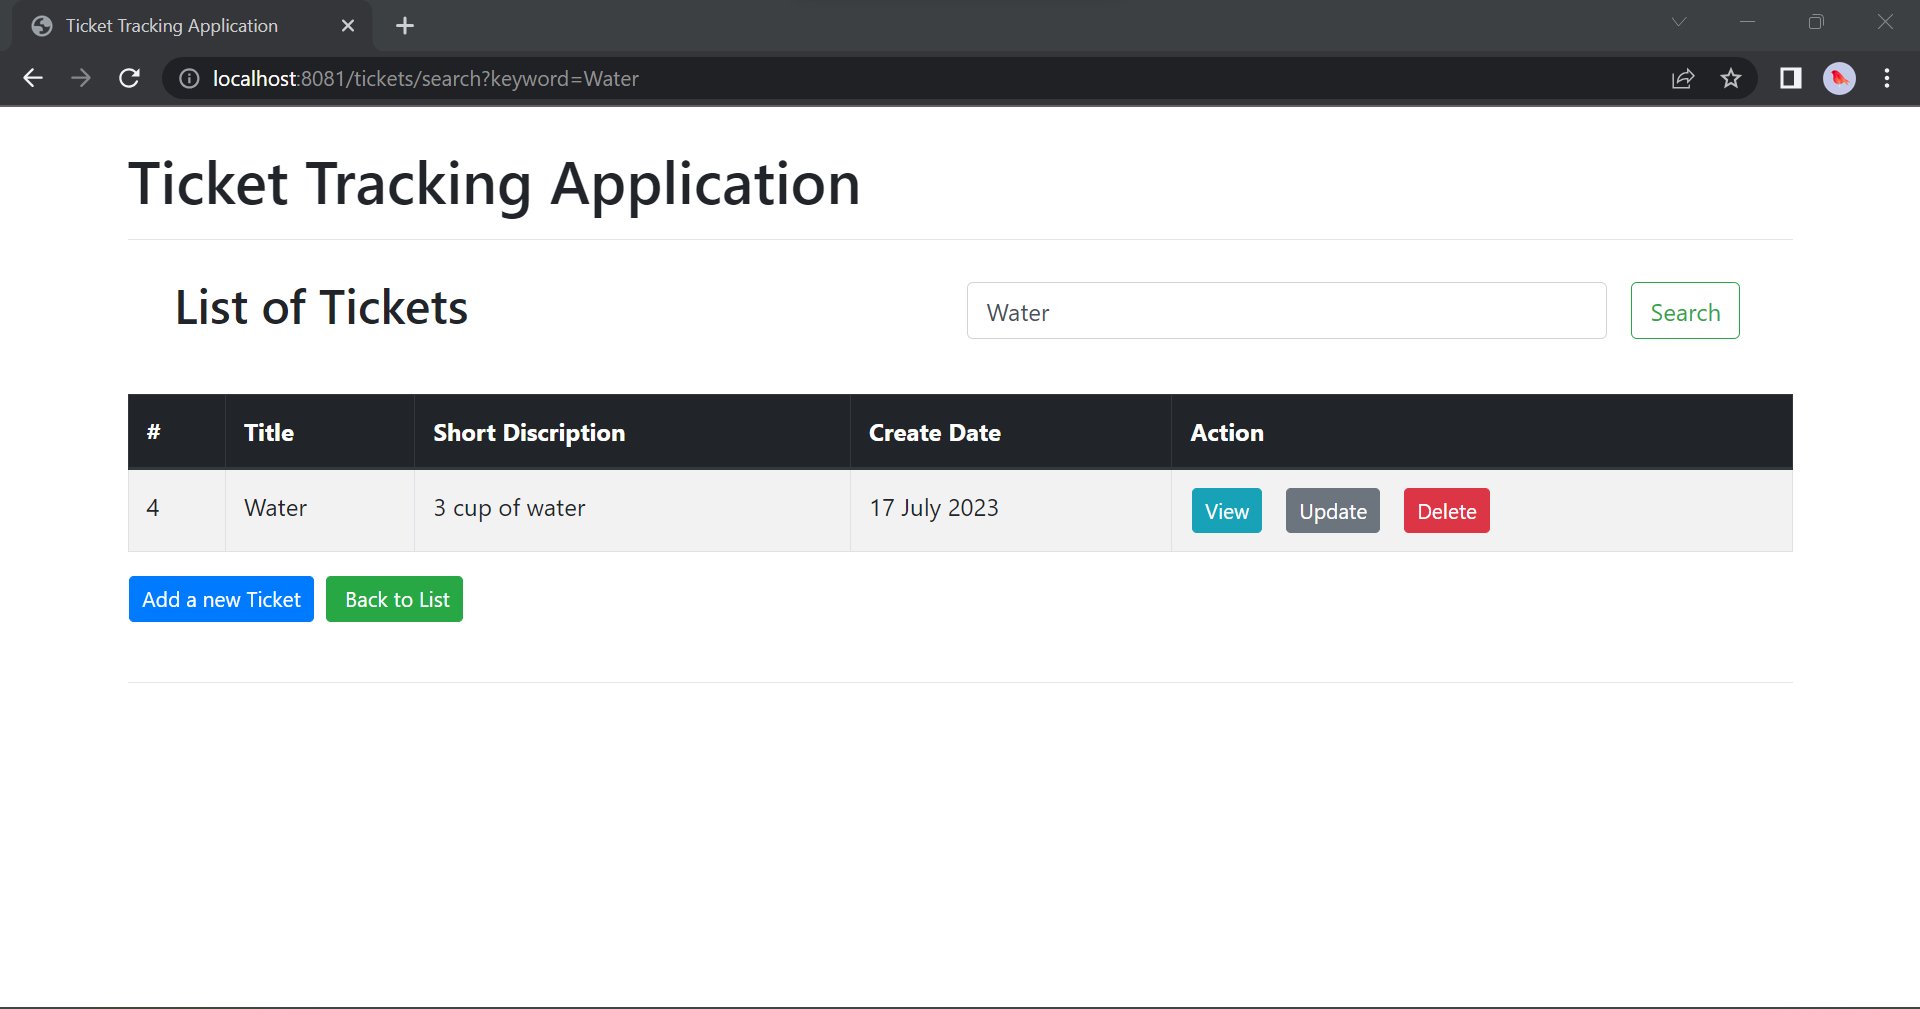 Ticket Tracking Application
localhost:8081/tickets/search?keyword=Water
Ticket Tracking Application
List of Tickets
Water
Search
# Title Short Discription Create Date Action
4 Water 3 cup of water 17 July 2023 View Update Delete
Add a new Ticket Back to List